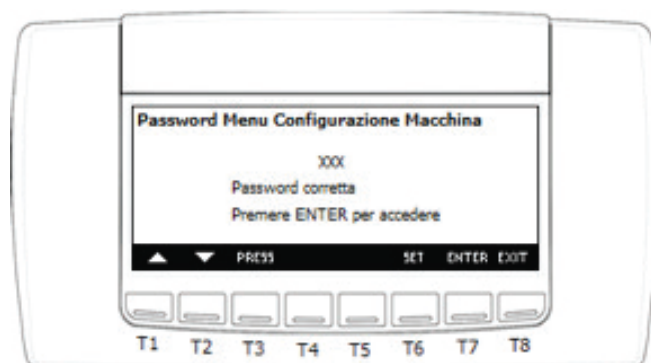 Password Menu Configurazione Macchina
XXX
Password corretta
Premere ENTER per accedere
PRESS SET ENTER EXIT
T1 T2 T3 T4 T5 T6 T7 T8